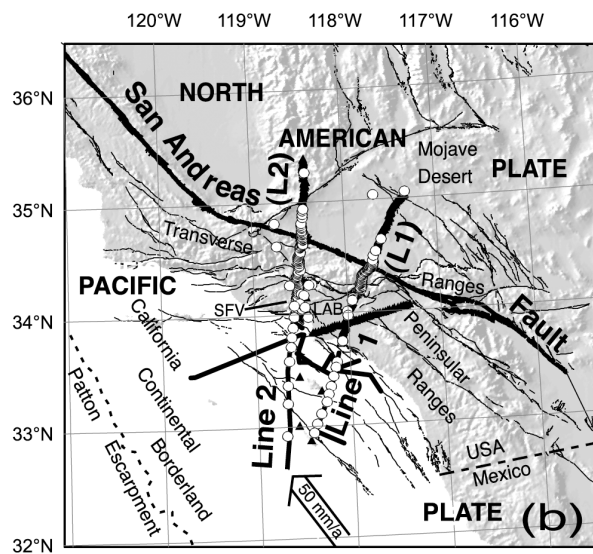 120°W 119°W 118°W 117°W 116°W
36°N
35°N
34°N
33°N
32°N
NORTH
AMERICAN
PLATE
San Andreas
Fault
(L2)
Mojave
Desert
(L1)
Transverse
Ranges
PACIFIC
SFV
LAB
California
Continental
Borderland
Peninsular
Ranges
Patton
Escarpment
Line 2
Line 1
USA
Mexico
50 mm/a
PLATE
(b)